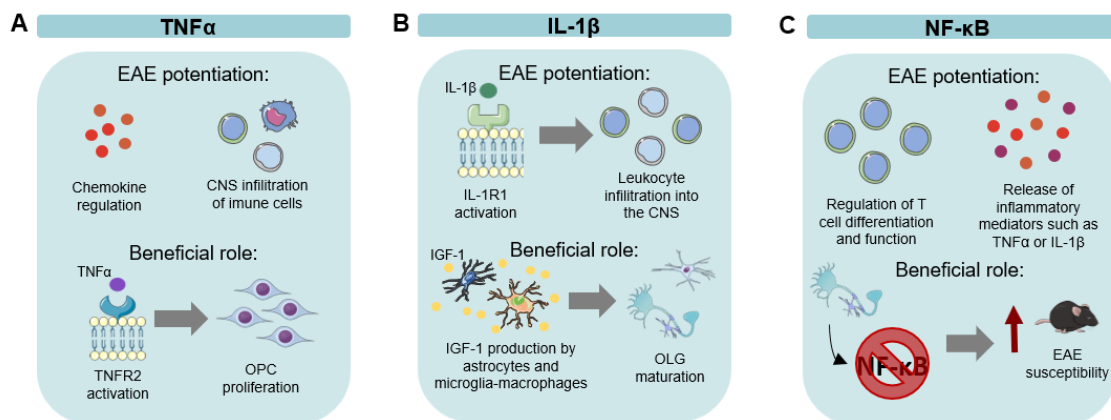 A
TNFα
EAE potentiation:
Chemokine
regulation
CNS infilitration
of imune cells
Beneficial role:
TNFα
TNFR2
activation
OPC
proliferation
B
IL-1β
EAE potentiation:
IL-1β
IL-1R1
activation
Leukocyte
infilitration into
the CNS
Beneficial role:
IGF-1
IGF-1 production by
astrocytes and
microglia-macrophages
OLG
maturation
C
NF-κB
EAE potentiation:
Regulation of T
cell differentiation
and function
Release of
inflammatory
mediators such as
TNFα or IL-1β
Beneficial role:
NF-κB
EAE
susceptibility